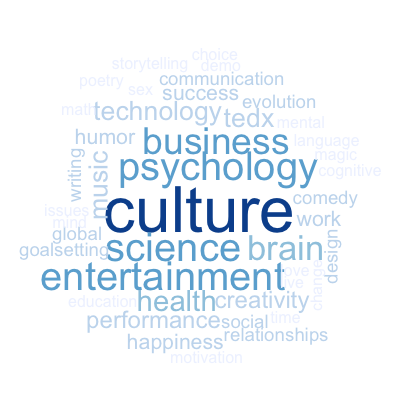 choice
storytelling
demo
poetry
communication
sex
success
evolution
math
technology
tedx
mental
humor
business
language
magic
writing
music
psychology
cognitive
culture
comedy
issues
mind
work
global
science
brain
design
goalsetting
entertainment
love
live
change
education
health
creativity
performance
social
time
happiness
relationships
motivation